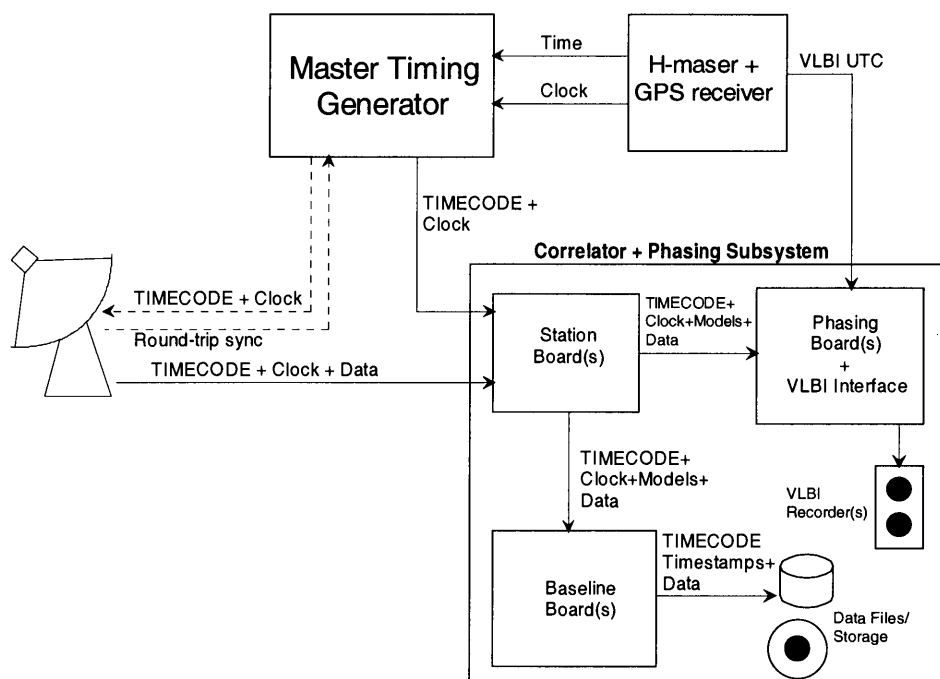 Master Timing
Generator
Time
Clock
H-maser +
GPS receiver
VLBI UTC
TIMECODE +
Clock
Correlator + Phasing Subsystem
TIMECODE + Clock
Round-trip sync
TIMECODE + Clock + Data
Station
Board(s)
TIMECODE+
Clock+Models+
Data
Phasing
Board(s)
+
VLBI Interface
TIMECODE+
Clock+Models+
Data
VLBI
Recorder(s)
Baseline
Board(s)
TIMECODE
Timestamps+
Data
Data Files/
Storage